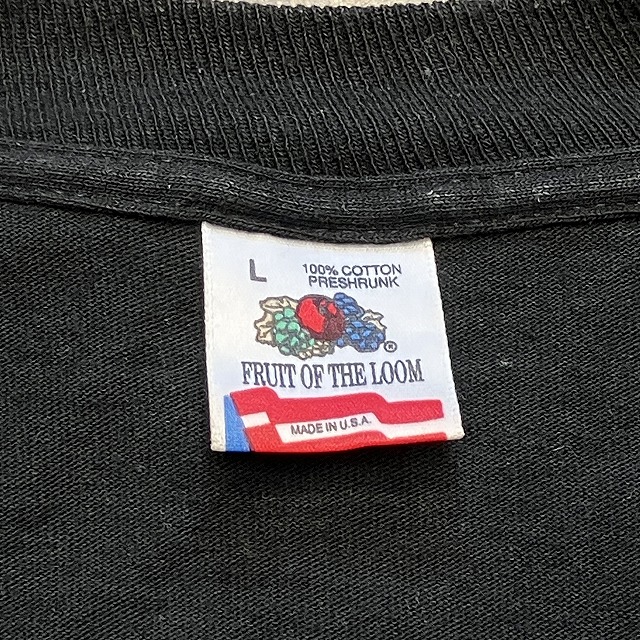 L
100% COTTON
PRESHRUNK
®
FRUIT OF THE LOOM
MADE IN U.S.A.